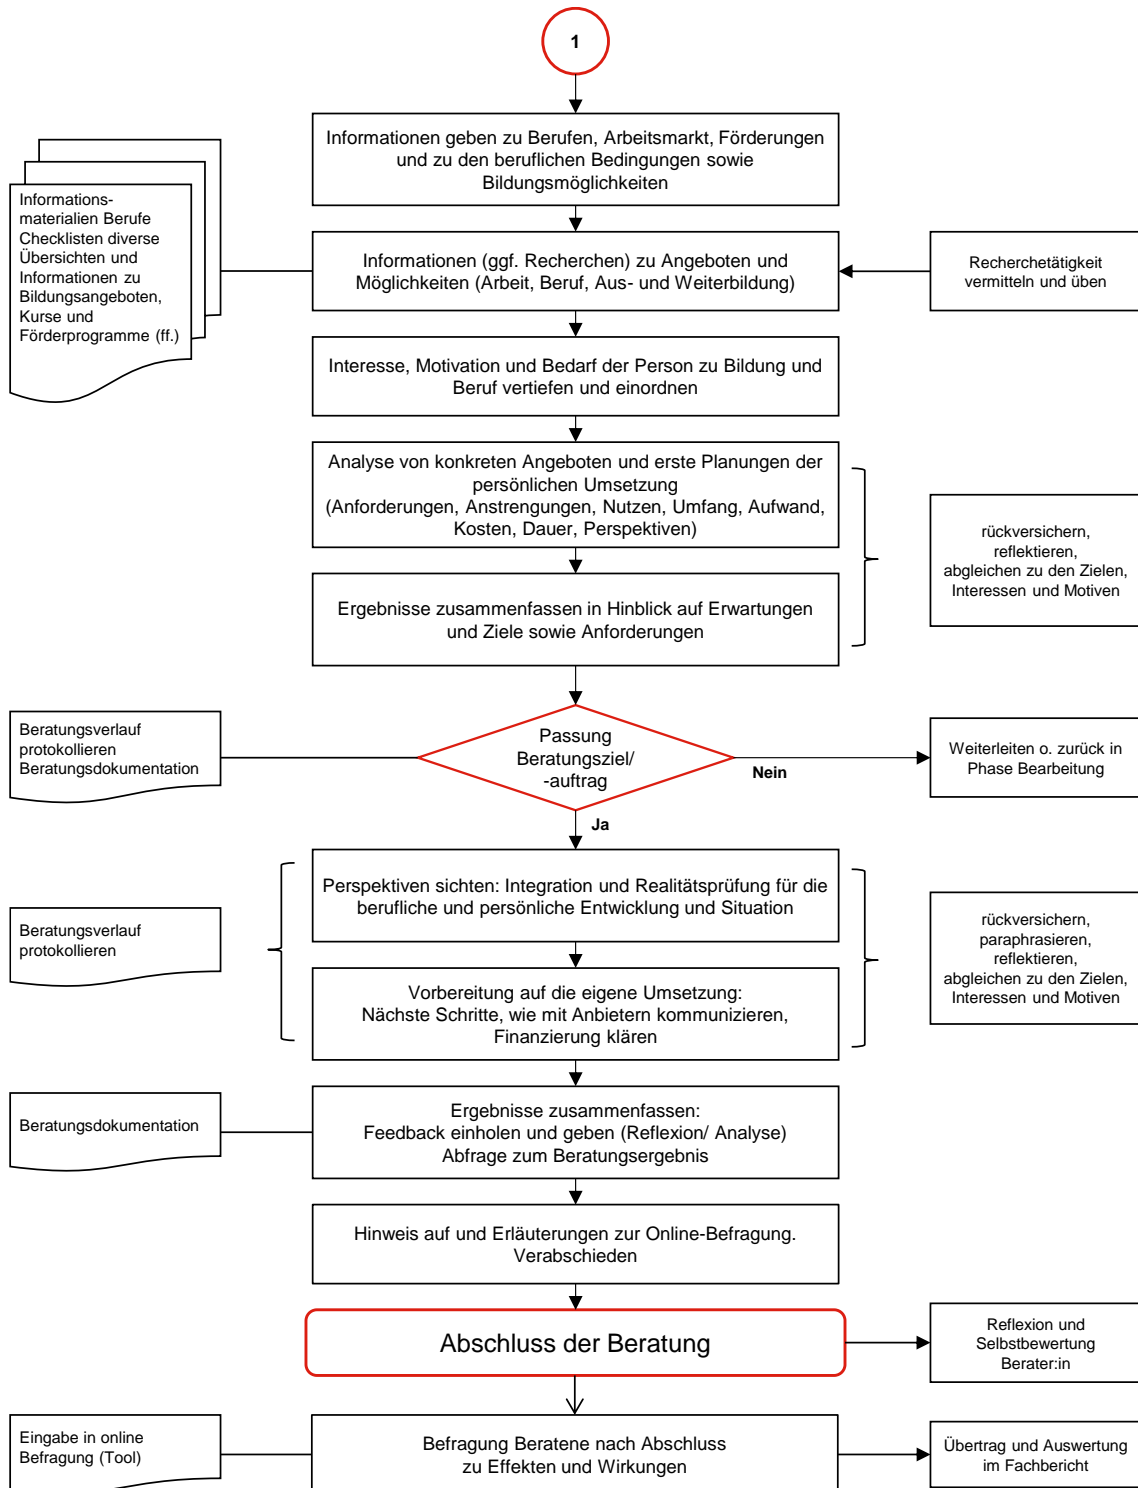 1
Informationen geben zu Berufen, Arbeitsmarkt, Förderungen
und zu den beruflichen Bedingungen sowie
Bildungsmöglichkeiten
Informations-
materialien Berufe
Checklisten diverse
Übersichten und
Informationen zu
Bildungsangeboten,
Kurse und
Förderprogramme (ff.)
Informationen (ggf. Recherchen) zu Angeboten und
Möglichkeiten (Arbeit, Beruf, Aus- und Weiterbildung)
Recherchetätigkeit
vermitteln und üben
Interesse, Motivation und Bedarf der Person zu Bildung und
Beruf vertiefen und einordnen
Analyse von konkreten Angeboten und erste Planungen der
persönlichen Umsetzung
(Anforderungen, Anstrengungen, Nutzen, Umfang, Aufwand,
Kosten, Dauer, Perspektiven)
rückversichern,
reflektieren,
abgleichen zu den Zielen,
Interessen und Motiven
Ergebnisse zusammenfassen in Hinblick auf Erwartungen
und Ziele sowie Anforderungen
Beratungsverlauf
protokollieren
Beratungsdokumentation
Passung
Beratungsziel/
-auftrag
Nein
Weiterleiten o. zurück in
Phase Bearbeitung
Ja
Perspektiven sichten: Integration und Realitätsprüfung für die
berufliche und persönliche Entwicklung und Situation
Beratungsverlauf
protokollieren
rückversichern,
paraphrasieren,
reflektieren,
abgleichen zu den Zielen,
Interessen und Motiven
Vorbereitung auf die eigene Umsetzung:
Nächste Schritte, wie mit Anbietern kommunizieren,
Finanzierung klären
Beratungsdokumentation
Ergebnisse zusammenfassen:
Feedback einholen und geben (Reflexion/ Analyse)
Abfrage zum Beratungsergebnis
Hinweis auf und Erläuterungen zur Online-Befragung.
Verabschieden
Abschluss der Beratung
Reflexion und
Selbstbewertung
Berater:in
Eingabe in online
Befragung (Tool)
Befragung Beratene nach Abschluss
zu Effekten und Wirkungen
Übertrag und Auswertung
im Fachbericht